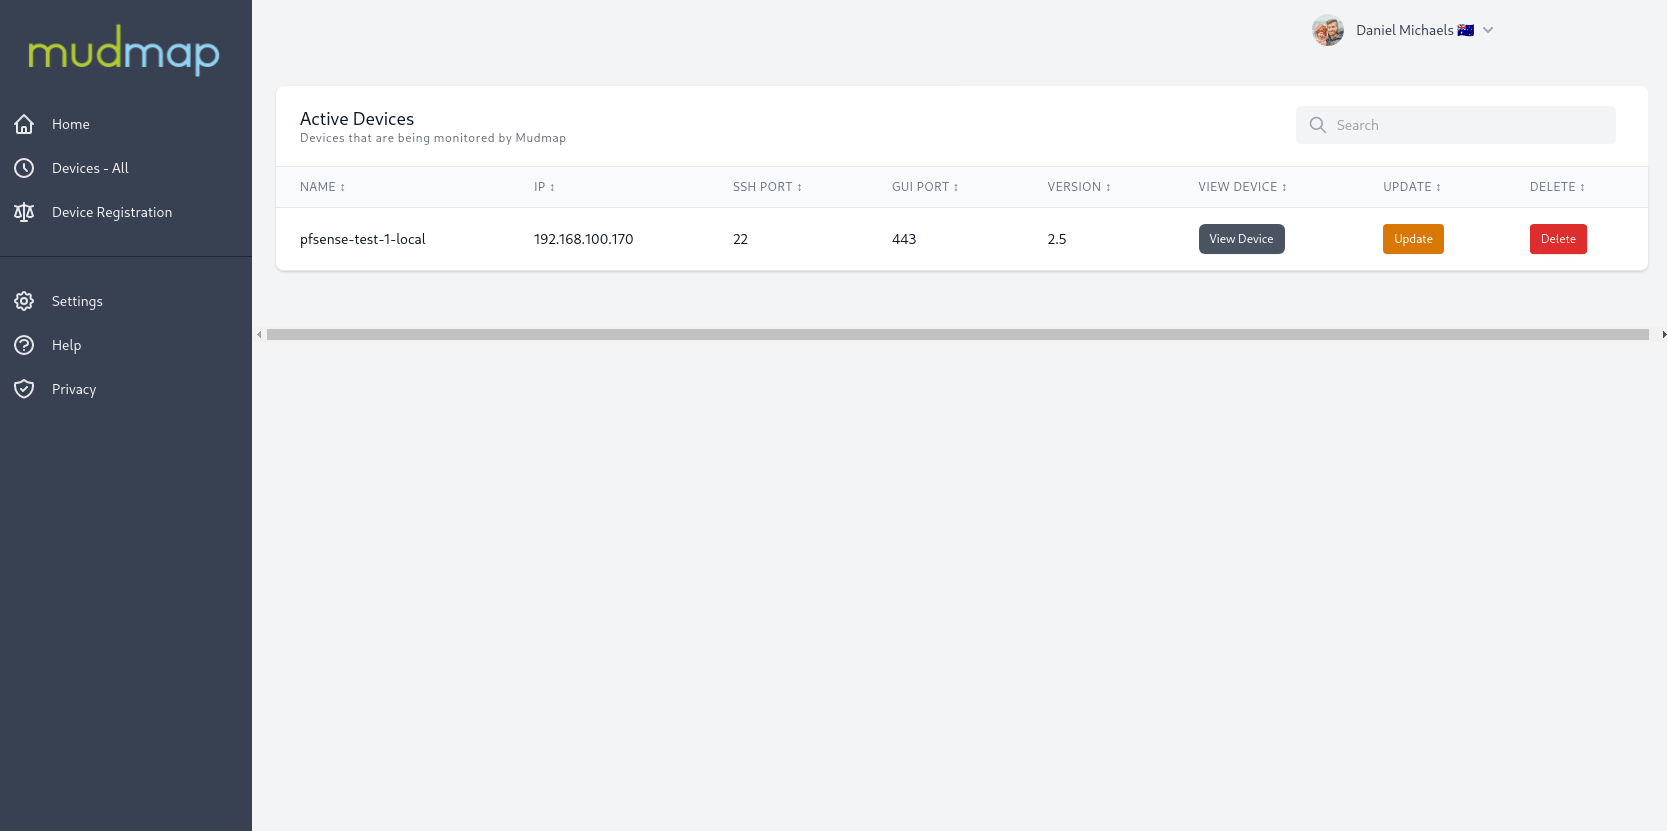 mudmap
Home
Devices - All
Device Registration
Settings
Help
Privacy
Daniel Michaels 🇦🇺
Active Devices
Devices that are being monitored by Mudmap
Search
NAME ↕ IP ↕ SSH PORT ↕ GUI PORT ↕ VERSION ↕ VIEW DEVICE ↕ UPDATE ↕ DELETE ↕
pfsense-test-1-local 192.168.100.170 22 443 2.5 View Device Update Delete